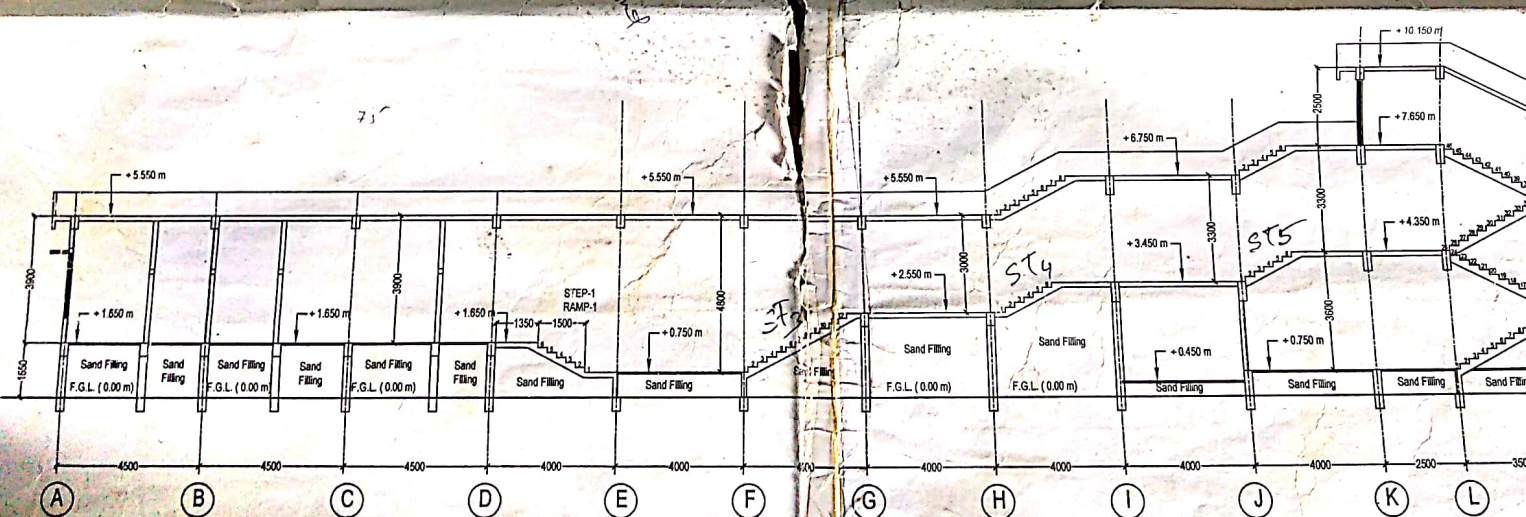 + 10.150 m
2500
+ 7.650 m
+ 6.750 m
+ 5.550 m
+ 5.550 m
+ 5.550 m
3300
3300
ST5
+ 4.350 m
+ 3.450 m
3900
3900
4800
3000
ST4
+ 2.550 m
STEP-1
RAMP-1
1350
1500
ST3
3600
+ 1.650 m
+ 1.650 m
+ 1.650 m
+ 0.750 m
+ 0.450 m
+ 0.750 m
1650
Sand Filling
F.G.L. ( 0.00 m)
Sand
Filling
Sand Filling
F.G.L. ( 0.00 m)
Sand
Filling
Sand Filling
F.G.L. ( 0.00 m)
Sand
Filling
Sand Filling
Sand Filling
Sand Filling
Sand Filling
F.G.L. ( 0.00 m)
Sand Filling
F.G.L. ( 0.00 m)
Sand Filling
Sand Filling
Sand Filling
4500
4500
4500
4000
4000
4000
4000
4000
2500
A
B
C
D
E
F
G
H
I
J
K
L